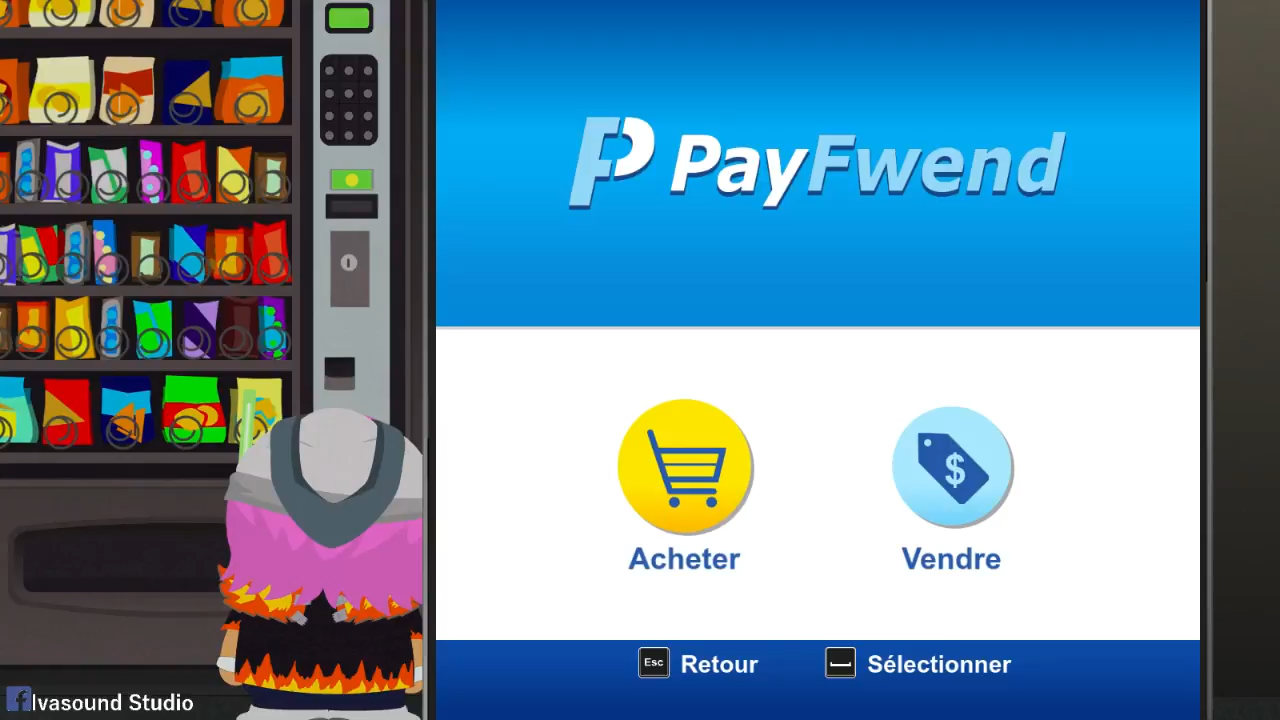 PayFwend
Acheter
Vendre
Esc Retour
Sélectionner
lvasound Studio